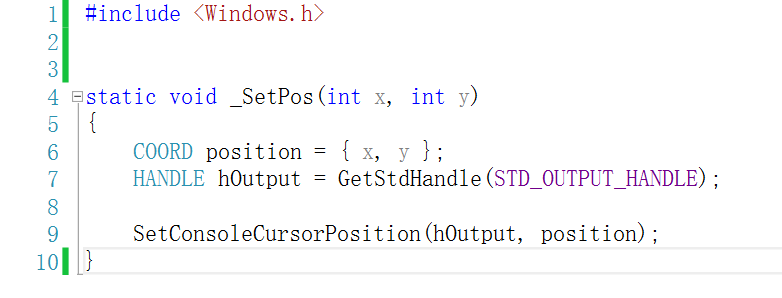 1 #include <Windows.h>
2
3
4 static void _SetPos(int x, int y)
5 {
6     COORD position = { x, y };
7     HANDLE hOutput = GetStdHandle(STD_OUTPUT_HANDLE);
8
9     SetConsoleCursorPosition(hOutput, position);
10 }